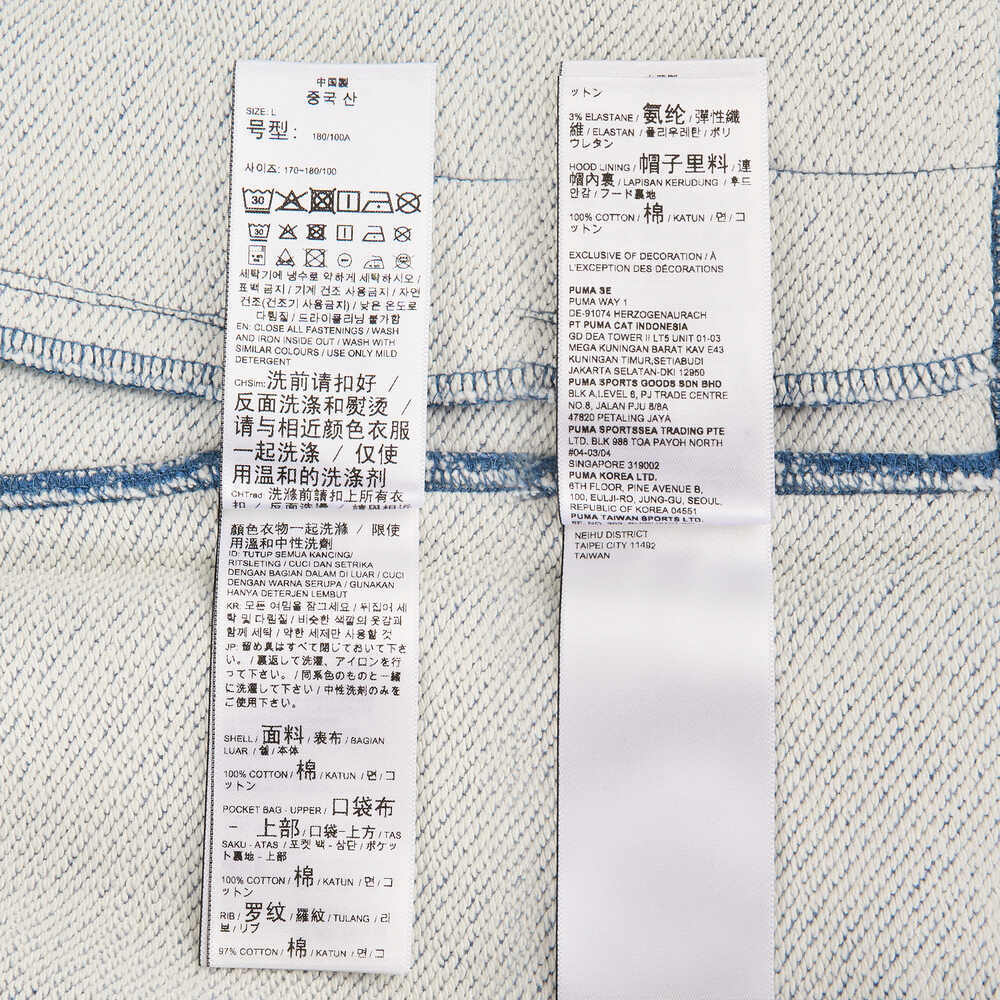 中国製
중국 산
SIZE: L
号型: 180/100A
사이즈: 170~180/100
30
30
세탁기에 냉수로 약하게 세탁하시오 /
표백 금지 / 기계 건조 사용금지 / 자연
건조(건조기 사용금지) / 낮은 온도로
다림질 / 드라이클리닝 불가함
EN: CLOSE ALL FASTENINGS / WASH
AND IRON INSIDE OUT / WASH WITH
SIMILAR COLOURS / USE ONLY MILD
DETERGENT
CHSim: 洗前请扣好 /
反面洗涤和熨烫 /
请与相近颜色衣服
一起洗涤 / 仅使
用温和的洗涤剂
CHTrad: 洗滌前請扣上所有衣
顏色衣物一起洗滌 / 限使
用溫和中性洗劑
ID: TUTUP SEMUA KANCING/
RITSLETING / CUCI DAN SETRIKA
DENGAN BAGIAN DALAM DI LUAR / CUCI
DENGAN WARNA SERUPA / GUNAKAN
HANYA DETERJEN LEMBUT
KR: 모든 여밈을 잠그세요 / 뒤집어 세
탁 및 다림질 / 비슷한 색깔의 옷감과
함께 세탁 / 약한 세제만 사용할 것
JP: 留め具はすべて閉じておいて下さ
い。/ 裏返して洗濯、アイロンを行
って下さい。/ 同系色のものと一緒
に洗濯して下さい / 中性洗剤のみを
ご使用下さい。
SHELL / 面料 / 表布 / BAGIAN
LUAR / 쉘 / 本体
100% COTTON / 棉 / KATUN / 면 / コ
ットン
POCKET BAG - UPPER / 口袋布
- 上部 / 口袋-上方 / TAS
SAKU - ATAS / 포켓 백 - 상단 / ポケッ
ト裏地 - 上部
100% COTTON / 棉 / KATUN / 면 / コ
ットン
RIB / 罗纹 / 羅紋 / TULANG / 리
브 / リブ
97% COTTON / 棉 / KATUN / 면 / コ
ットン
3% ELASTANE / 氨纶 / 彈性纖
維 / ELASTAN / 폴리우레탄 / ポリ
ウレタン
HOOD LINING / 帽子里料 / 連
帽內裏 / LAPISAN KERUDUNG / 후드
안감 / フード裏地
100% COTTON / 棉 / KATUN / 면 / コ
ットン
EXCLUSIVE OF DECORATION / À
L'EXCEPTION DES DÉCORATIONS
PUMA SE
PUMA WAY 1
DE-91074 HERZOGENAURACH
PT PUMA CAT INDONESIA
GD DEA TOWER II LT5 UNIT 01-03
MEGA KUNINGAN BARAT KAV E43
KUNINGAN TIMUR,SETIABUDI
JAKARTA SELATAN-DKI 12950
PUMA SPORTS GOODS SDN BHD
BLK A,LEVEL 6, PJ TRADE CENTRE
NO.8, JALAN PJU 8/8A
47820 PETALING JAYA
PUMA SPORTSSEA TRADING PTE
LTD. BLK 988 TOA PAYOH NORTH
#04-03/04
SINGAPORE 319002
PUMA KOREA LTD.
6TH FLOOR, PINE AVENUE B,
100, EULJI-RO, JUNG-GU, SEOUL,
REPUBLIC OF KOREA 04551
PUMA TAIWAN SPORTS LTD.
NEIHU DISTRICT
TAIPEI CITY 11492
TAIWAN